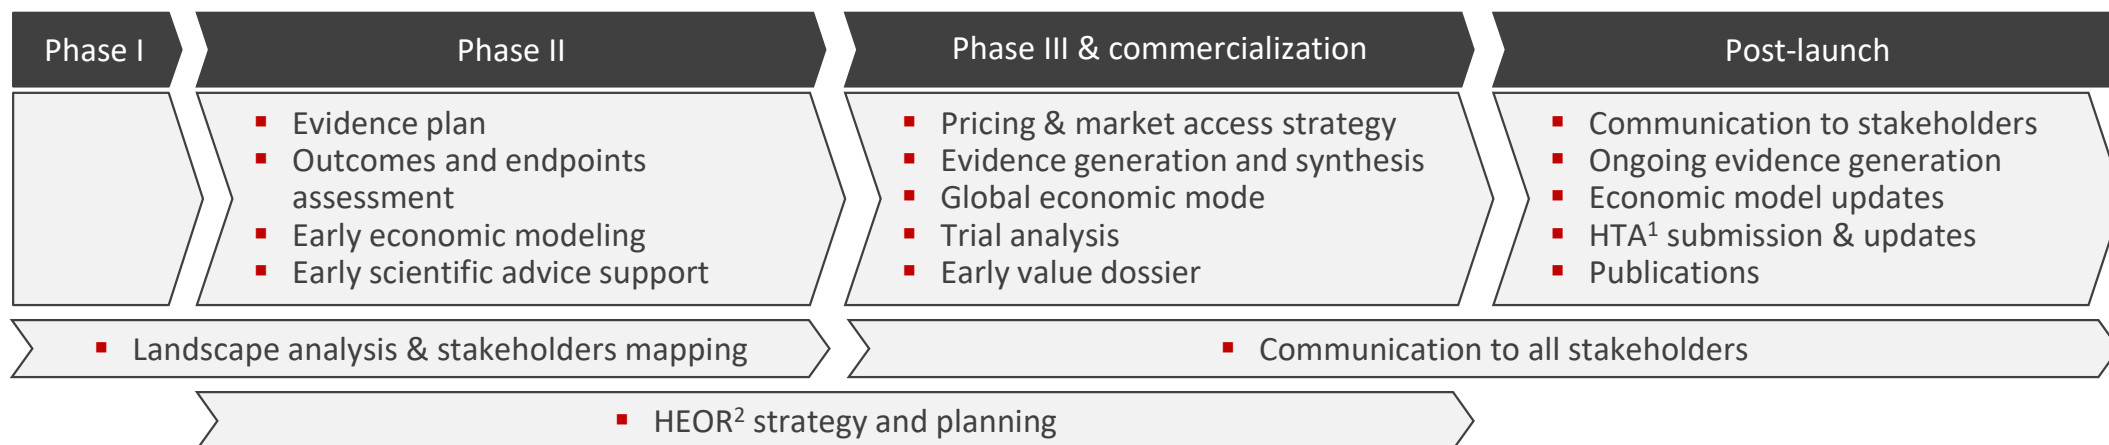 Phase I
Phase II
Phase III & commercialization
Post-launch
▪ Evidence plan
▪ Outcomes and endpoints
assessment
▪ Early economic modeling
▪ Early scientific advice support
▪ Pricing & market access strategy
▪ Evidence generation and synthesis
▪ Global economic mode
▪ Trial analysis
▪ Early value dossier
▪ Communication to stakeholders
▪ Ongoing evidence generation
▪ Economic model updates
▪ HTA¹ submission & updates
▪ Publications
▪ Landscape analysis & stakeholders mapping
▪ Communication to all stakeholders
▪ HEOR² strategy and planning